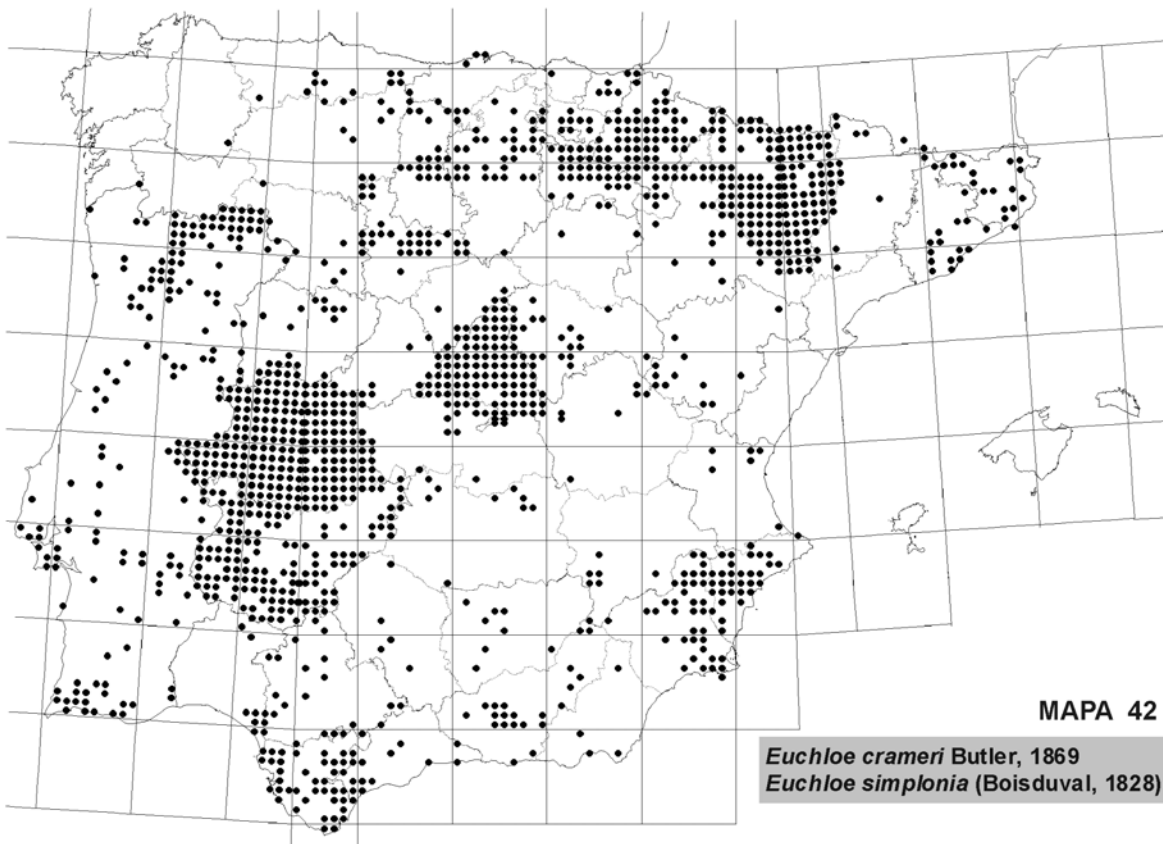 MAPA 42
Euchloe crameri Butler, 1869
Euchloe simplonia (Boisduval, 1828)